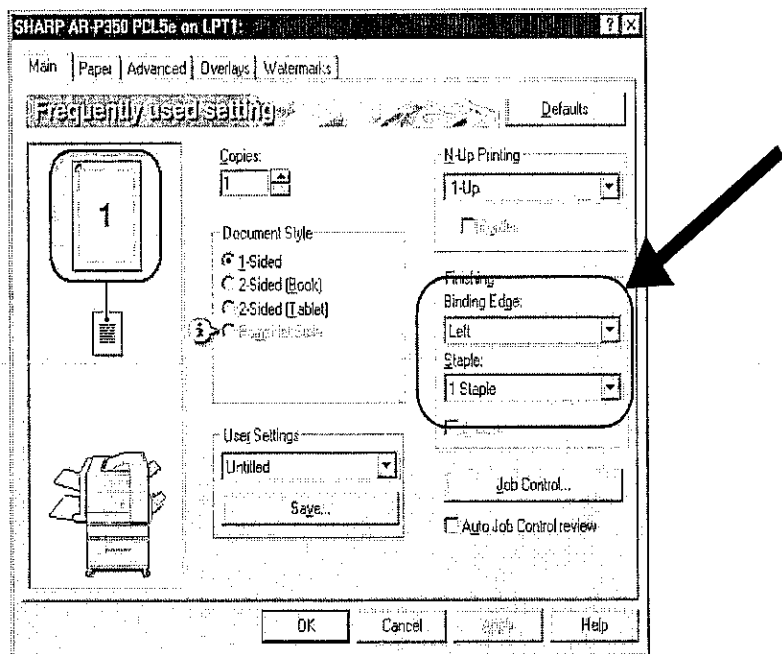 SHARP AR-P350 PCL5e on LPT1:
Main Paper Advanced Overlays Watermarks
Frequently used setting
Defaults
1
Copies:
1
N-Up Printing
1-Up
Document Style
1-Sided
2-Sided (Book)
2-Sided (Tablet)
Finishing
Binding Edge:
Left
Staple:
1 Staple
User Settings
Untitled
Save...
Job Control...
Auto Job Control review
OK Cancel Apply Help